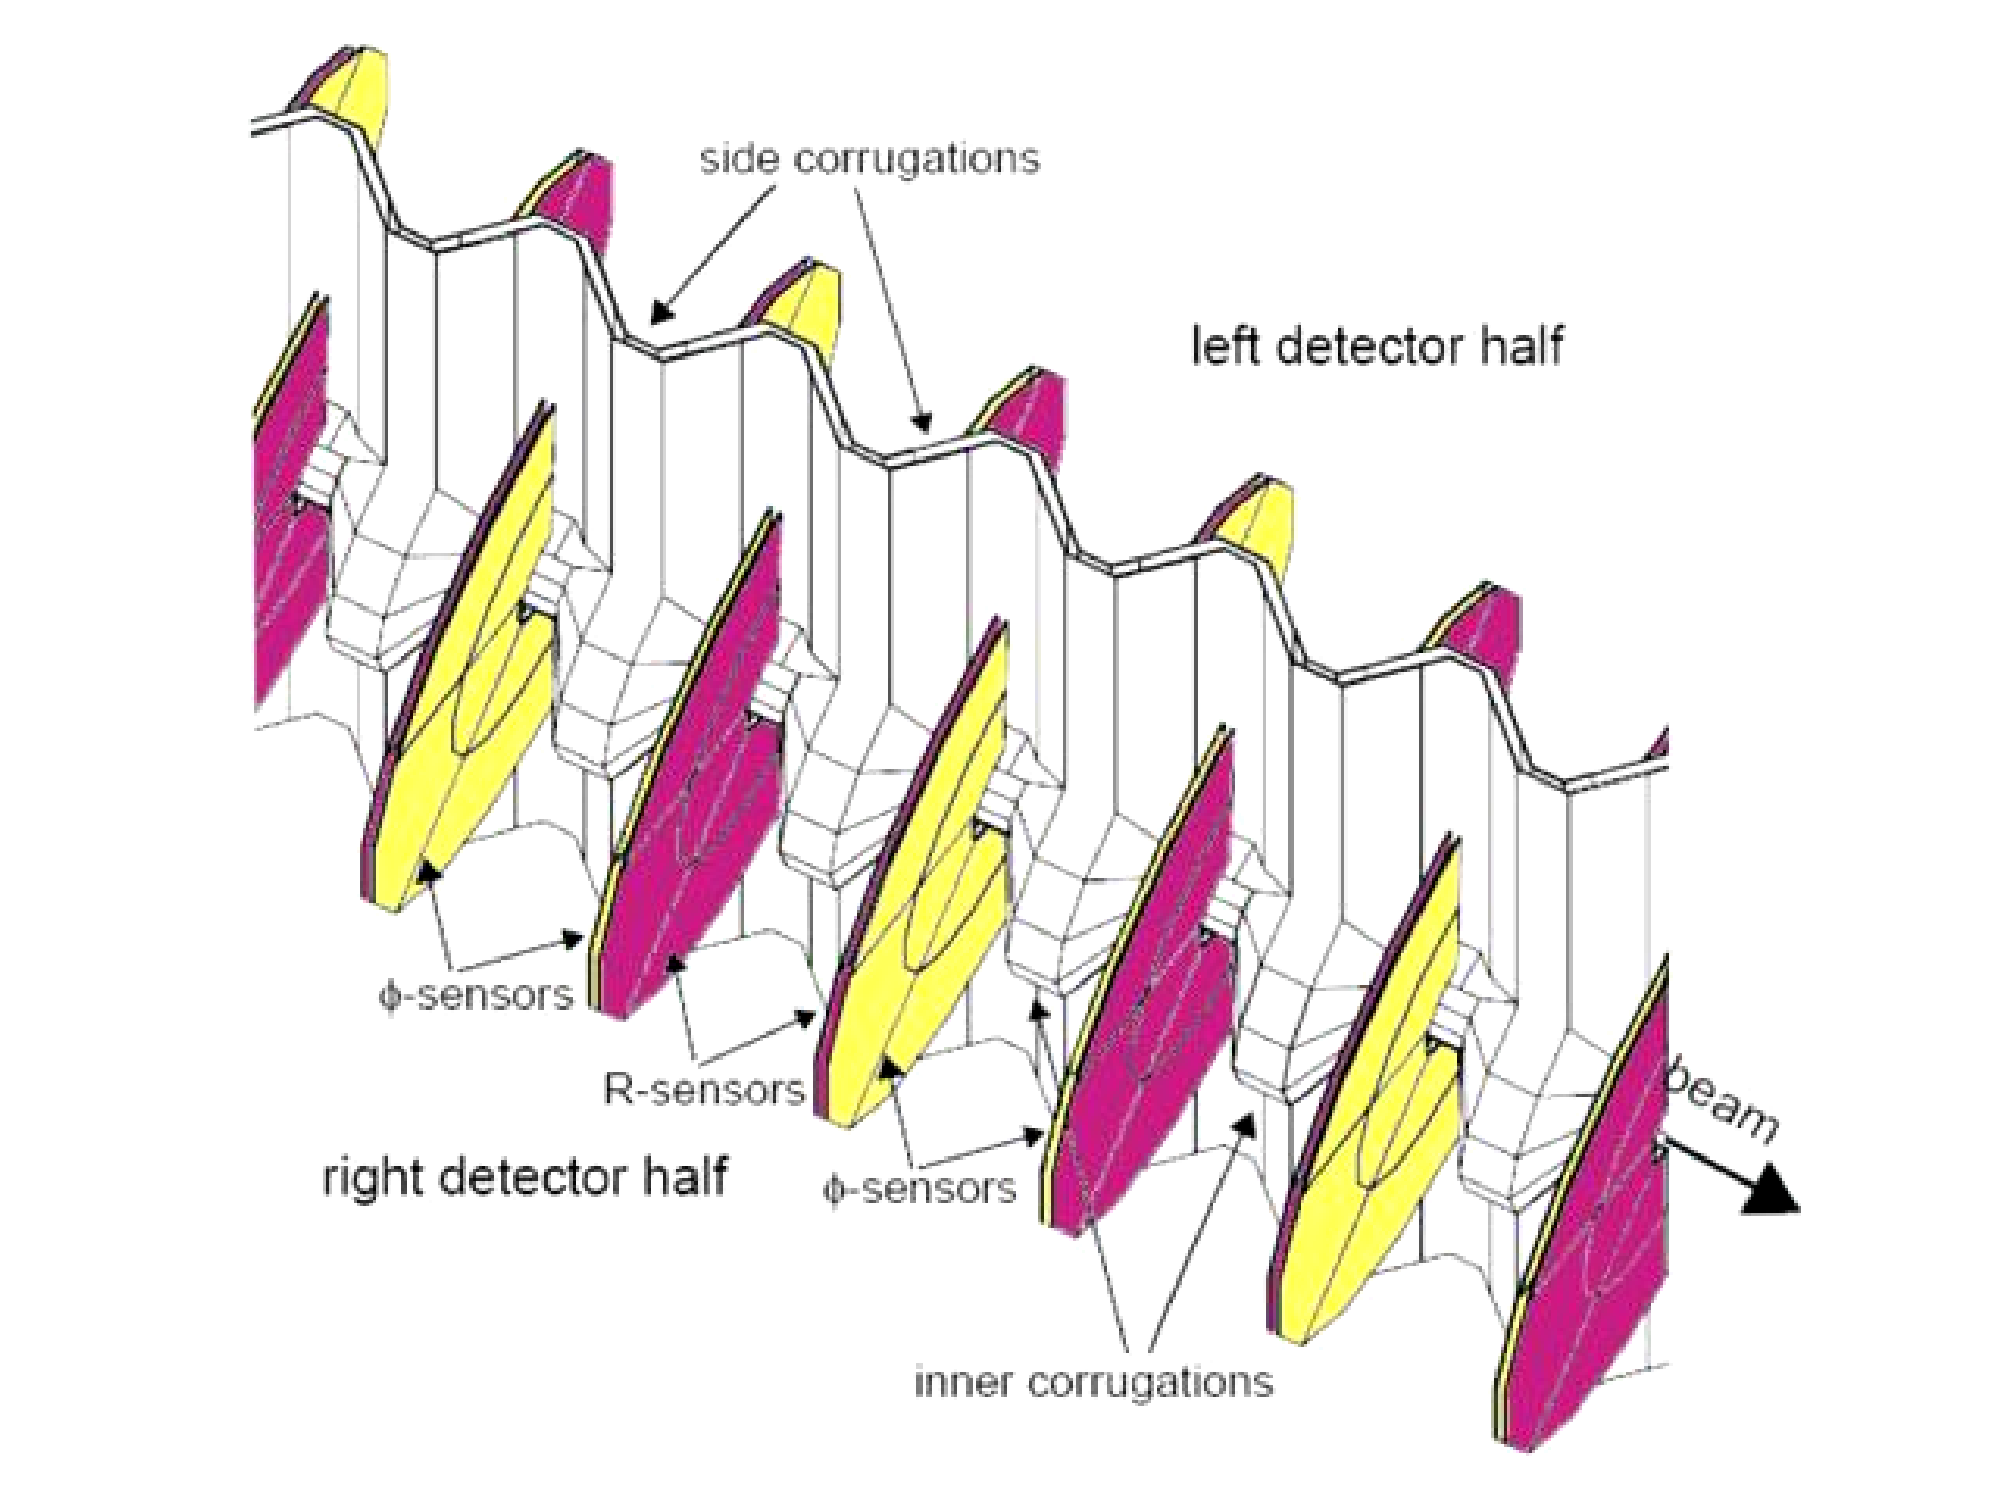 side corrugations
left detector half
ϕ-sensors
R-sensors
beam
right detector half
ϕ-sensors
inner corrugations